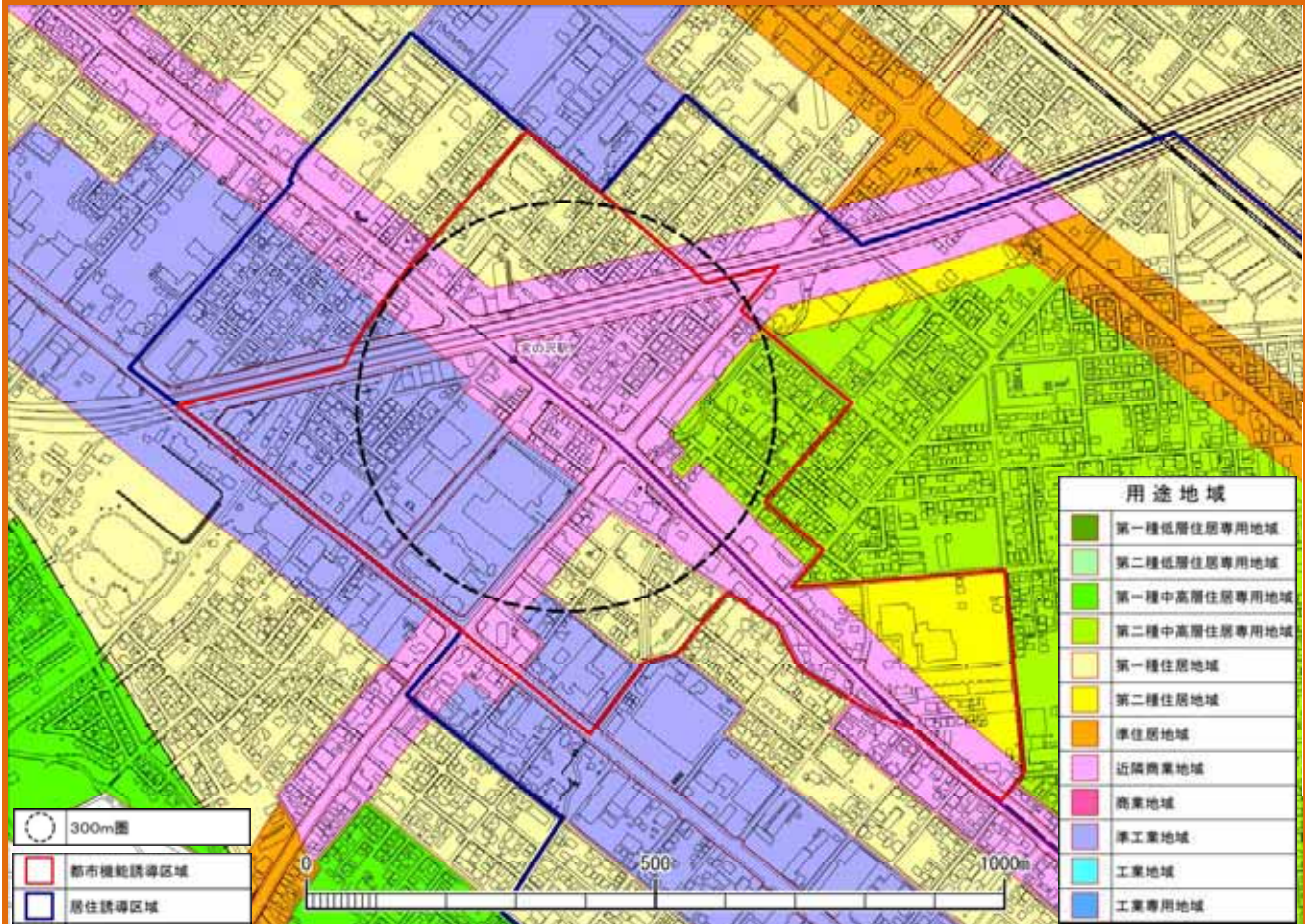 宮の沢駅
用途地域
第一種低層住居専用地域
第二種低層住居専用地域
第一種中高層住居専用地域
第二種中高層住居専用地域
第一種住居地域
第二種住居地域
準住居地域
近隣商業地域
商業地域
準工業地域
工業地域
工業専用地域
300m圏
都市機能誘導区域
居住誘導区域
0 500 1000m